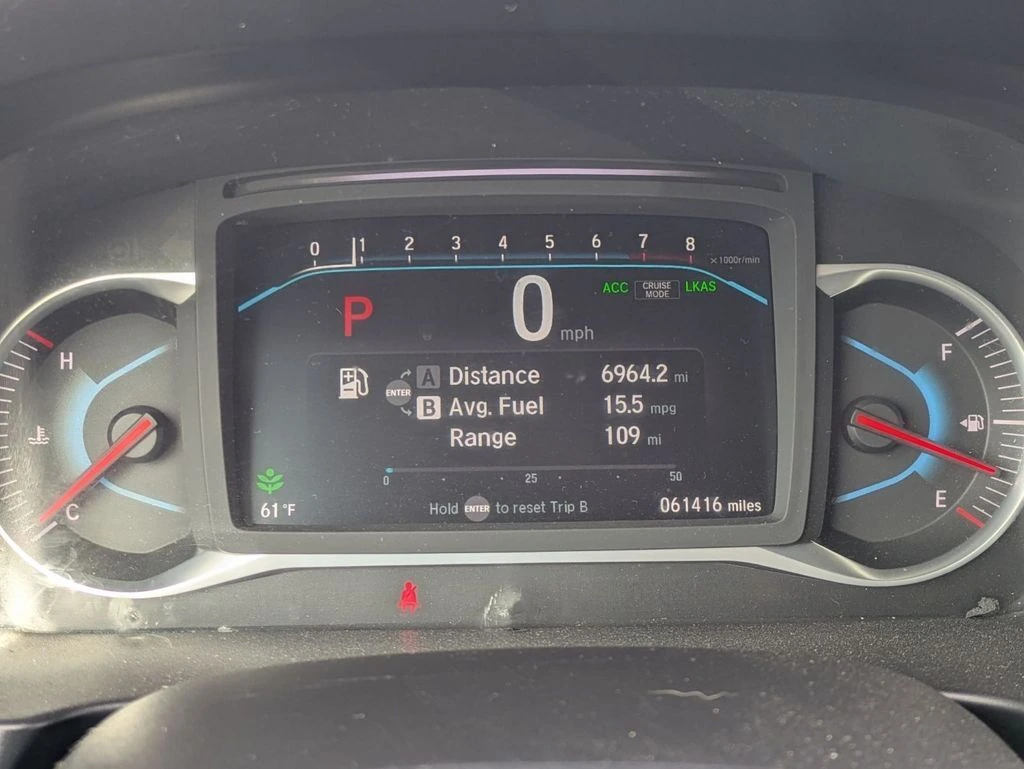 0 1 2 3 4 5 6 7 8
×1000r/min
P
0 mph
ACC CRUISE MODE LKAS
H
C
F
E
ENTER
A Distance 6964.2 mi
B Avg. Fuel 15.5 mpg
Range 109 mi
0 25 50
61°F
Hold ENTER to reset Trip B
061416 miles